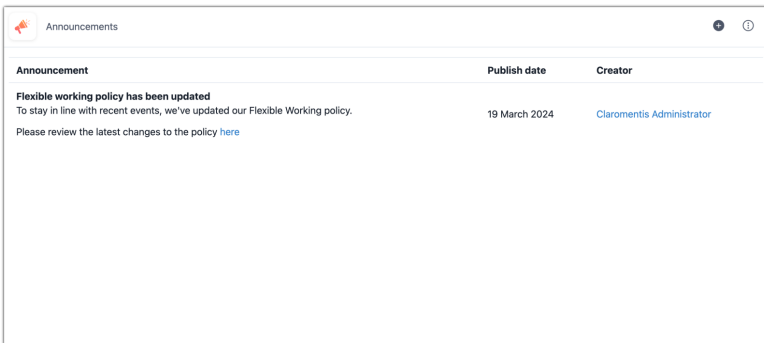 Announcements
Announcement Publish date Creator
Flexible working policy has been updated
To stay in line with recent events, we've updated our Flexible Working policy.
19 March 2024 Claromentis Administrator
Please review the latest changes to the policy here